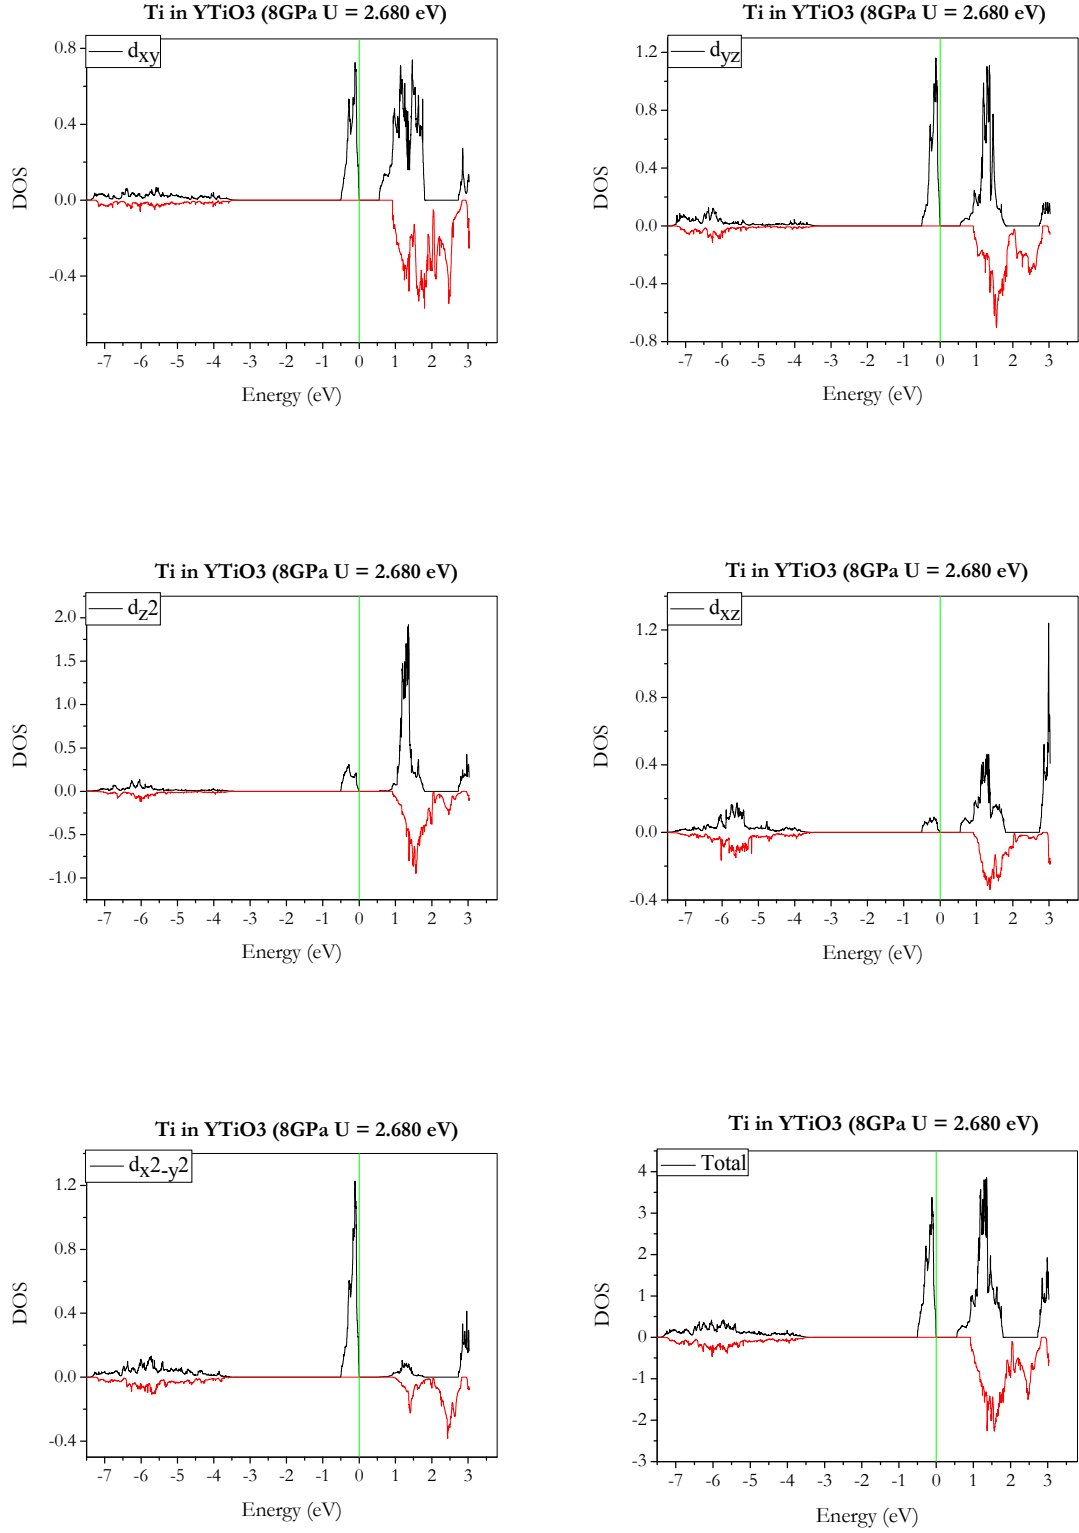 Ti in YTiO3 (8GPa U = 2.680 eV)
dxy
0.8
0.4
0.0
-0.4
DOS
-7 -6 -5 -4 -3 -2 -1 0 1 2 3
Energy (eV)
Ti in YTiO3 (8GPa U = 2.680 eV)
dyz
1.2
0.8
0.4
0.0
-0.4
-0.8
DOS
-7 -6 -5 -4 -3 -2 -1 0 1 2 3
Energy (eV)
Ti in YTiO3 (8GPa U = 2.680 eV)
dz2
2.0
1.5
1.0
0.5
0.0
-0.5
-1.0
DOS
-7 -6 -5 -4 -3 -2 -1 0 1 2 3
Energy (eV)
Ti in YTiO3 (8GPa U = 2.680 eV)
dxz
1.2
0.8
0.4
0.0
-0.4
DOS
-7 -6 -5 -4 -3 -2 -1 0 1 2 3
Energy (eV)
Ti in YTiO3 (8GPa U = 2.680 eV)
dx2-y2
1.2
0.8
0.4
0.0
-0.4
DOS
-7 -6 -5 -4 -3 -2 -1 0 1 2 3
Energy (eV)
Ti in YTiO3 (8GPa U = 2.680 eV)
Total
4
3
2
1
0
-1
-2
-3
DOS
-7 -6 -5 -4 -3 -2 -1 0 1 2 3
Energy (eV)